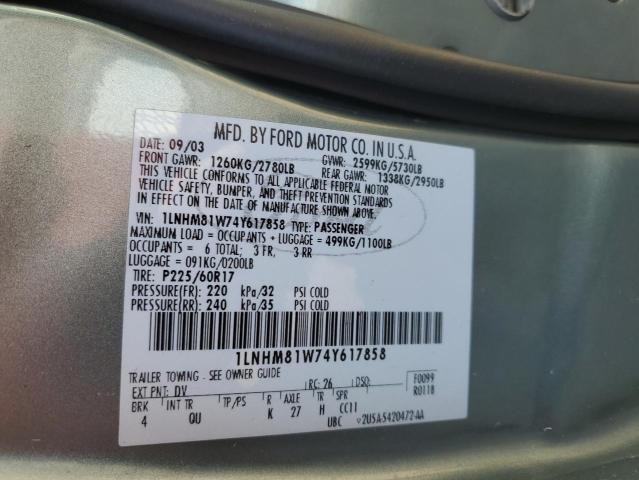 MFD. BY FORD MOTOR CO. IN U.S.A.
DATE: 09/03 GVWR: 2599KG/5730LB
FRONT GAWR: 1260KG/2780LB REAR GAWR: 1338KG/2950LB
THIS VEHICLE CONFORMS TO ALL APPLICABLE FEDERAL MOTOR
VEHICLE SAFETY, BUMPER, AND THEFT PREVENTION STANDARDS
IN EFFECT ON THE DATE OF MANUFACTURE SHOWN ABOVE.
VIN: 1LNHM81W74Y617858 TYPE: PASSENGER
MAXIMUM LOAD = OCCUPANTS + LUGGAGE = 499KG/1100LB
OCCUPANTS = 6 TOTAL; 3 FR, 3 RR
LUGGAGE = 091KG/0200LB
TIRE: P225/60R17
PRESSURE(FR): 220 kPa/32 PSI COLD
PRESSURE(RR): 240 kPa/35 PSI COLD
1LNHM81W74Y617858
TRAILER TOWING - SEE OWNER GUIDE F0099
EXT PNT: DV RC: 26 DSO: R0118
BRK INT TR TP/PS R AXLE TR SPR
4 QU K 27 H CC11
UBC V2U5A-5420472-AA